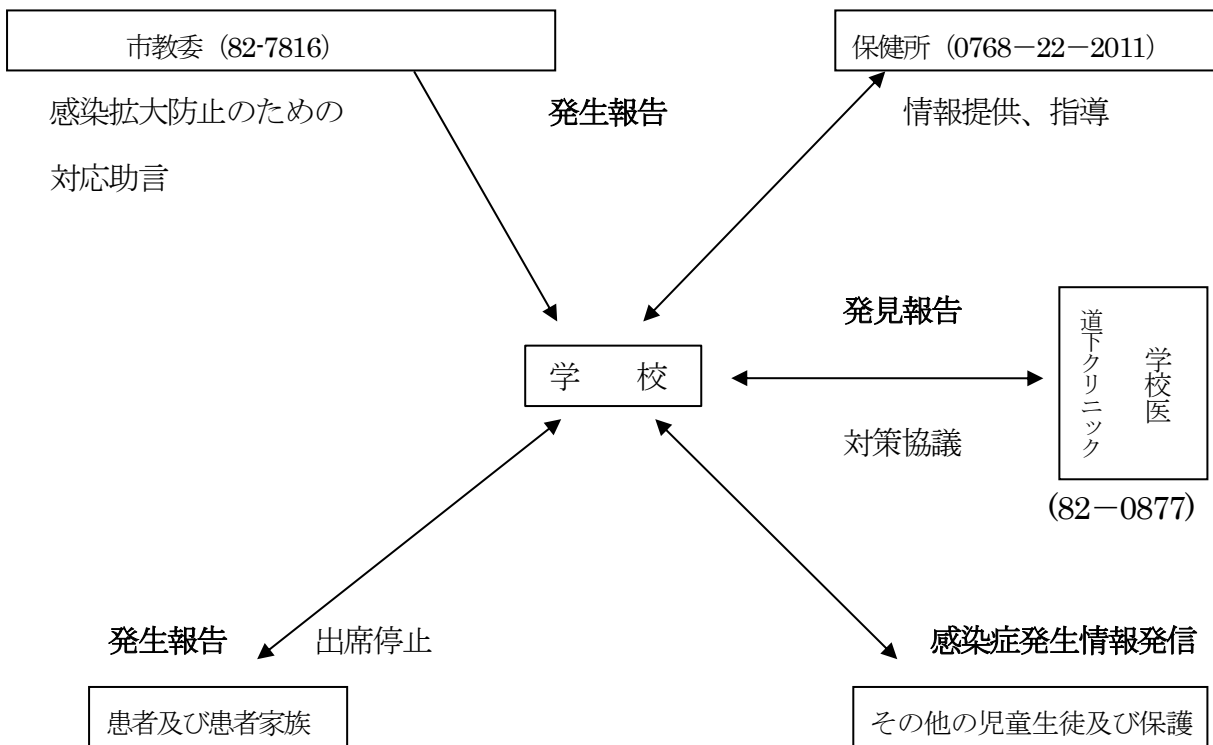 市教委（82-7816）
保健所（0768－22－2011）
感染拡大防止のための
対応助言
発生報告
情報提供、指導
発見報告
学　校
対策協議
学校医
道下クリニック
(82－0877)
発生報告
出席停止
感染症発生情報発信
患者及び患者家族
その他の児童生徒及び保護